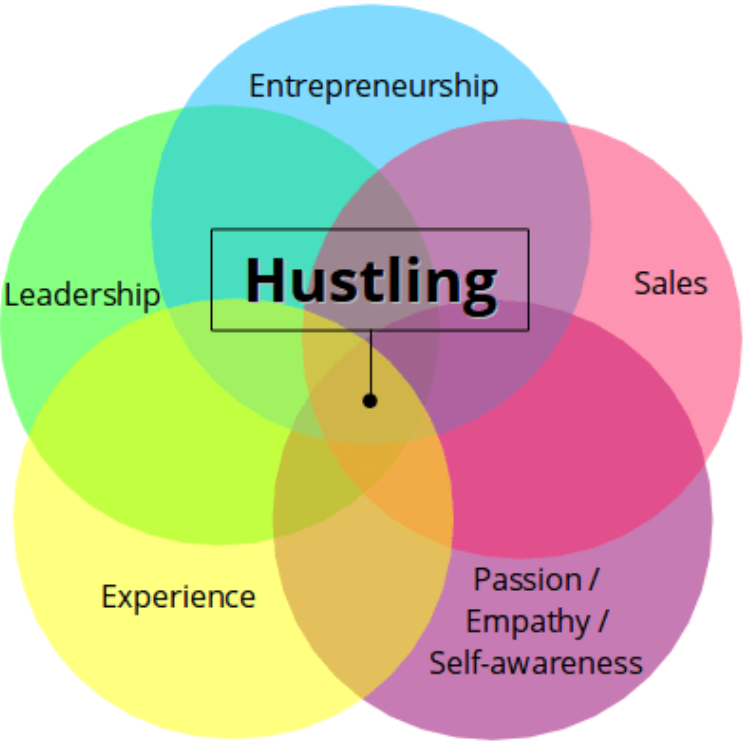 Entrepreneurship
Hustling
Sales
Leadership
Experience
Passion /
Empathy /
Self-awareness